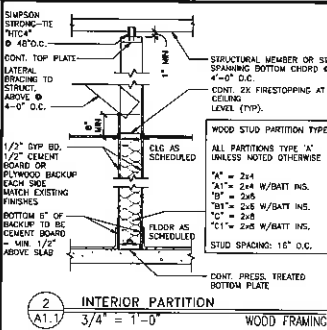 SIMPSON
STRONG-TIE
"HTC4"
@ 48"O.C.
CONT. TOP PLATE
LATERAL
BRACING TO
STRUCT.
ABOVE @
4'-0" O.C.
1/2" GYP BD,
1/2" CEMENT
BOARD OR
PLYWOOD BACKUP
EACH SIDE
MATCH EXISTING
FINISHES
BOTTOM 6" OF
BACKUP TO BE
CEMENT BOARD
- MIN. 1/2"
ABOVE SLAB
1" MIN
6" MIN
CLG AS
SCHEDULED
FLOOR AS
SCHEDULED
STRUCTURAL MEMBER OR ST
SPANNING BOTTOM CHORD @
4'-0" O.C.
CONT. 2X FIRESTOPPING AT
CEILING
LEVEL (TYP).
WOOD STUD PARTITION TYPE
ALL PARTITIONS TYPE 'A'
UNLESS NOTED OTHERWISE
"A" = 2x4
"A1"= 2x4 W/BATT INS.
"B" = 2x6
"B1" = 2x6 W/BATT INS.
"C" = 2x8
"C1"= 2x8 W/BATT INS.
STUD SPACING: 16" O.C.
CONT. PRESS. TREATED
BOTTOM PLATE
2
A1.1
INTERIOR PARTITION
3/4" = 1'-0"
WOOD FRAMING